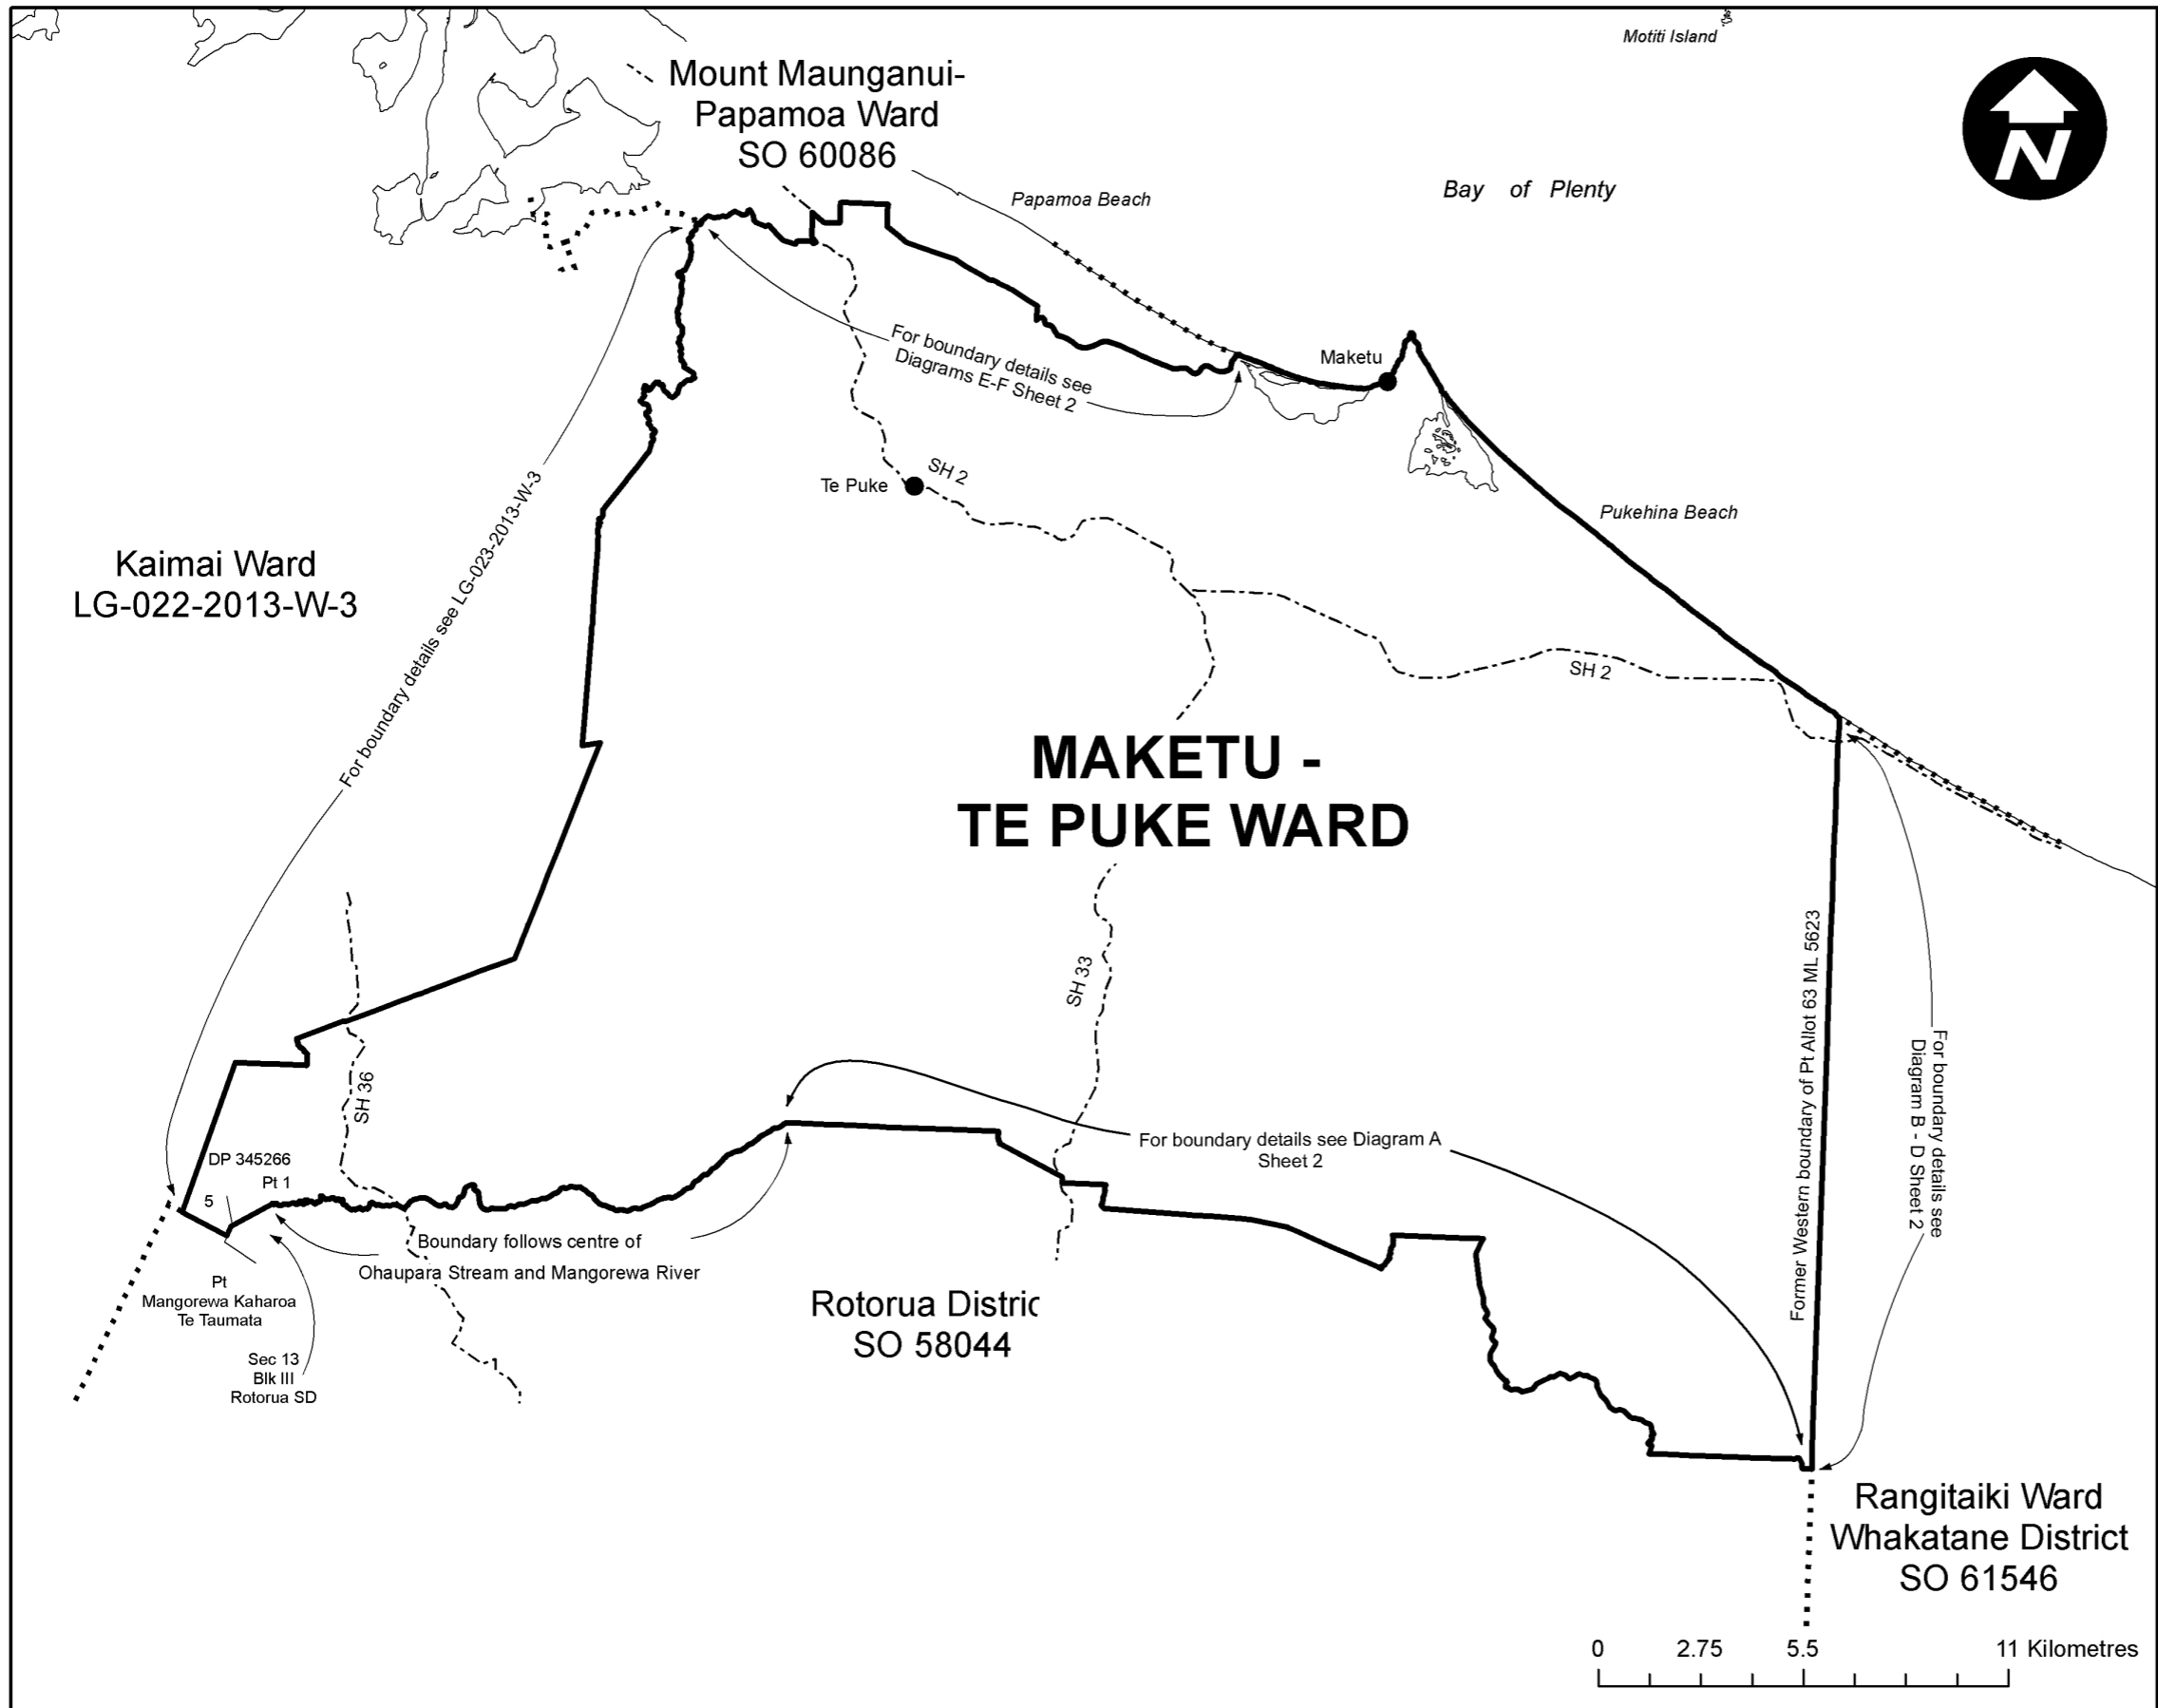 Motiti Island
Mount Maunganui-
Papamoa Ward
SO 60086
N
Papamoa Beach
Bay of Plenty
For boundary details see
Diagrams E-F Sheet 2
Maketu
SH 2
Te Puke
Pukehina Beach
Kaimai Ward
LG-022-2013-W-3
For boundary details see LG-023-2013-W-3
SH 2
MAKETU -
TE PUKE WARD
Former Western boundary of Pt Allot 63 ML 5623
For boundary details see
Diagram B - D Sheet 2
SH 33
SH 36
For boundary details see Diagram A
Sheet 2
DP 345266
Pt 1
5
Boundary follows centre of
Ohaupara Stream and Mangorewa River
Pt
Mangorewa Kaharoa
Te Taumata
Rotorua Distric
SO 58044
Sec 13
Blk III
Rotorua SD
Rangitaiki Ward
Whakatane District
SO 61546
0 2.75 5.5 11 Kilometres